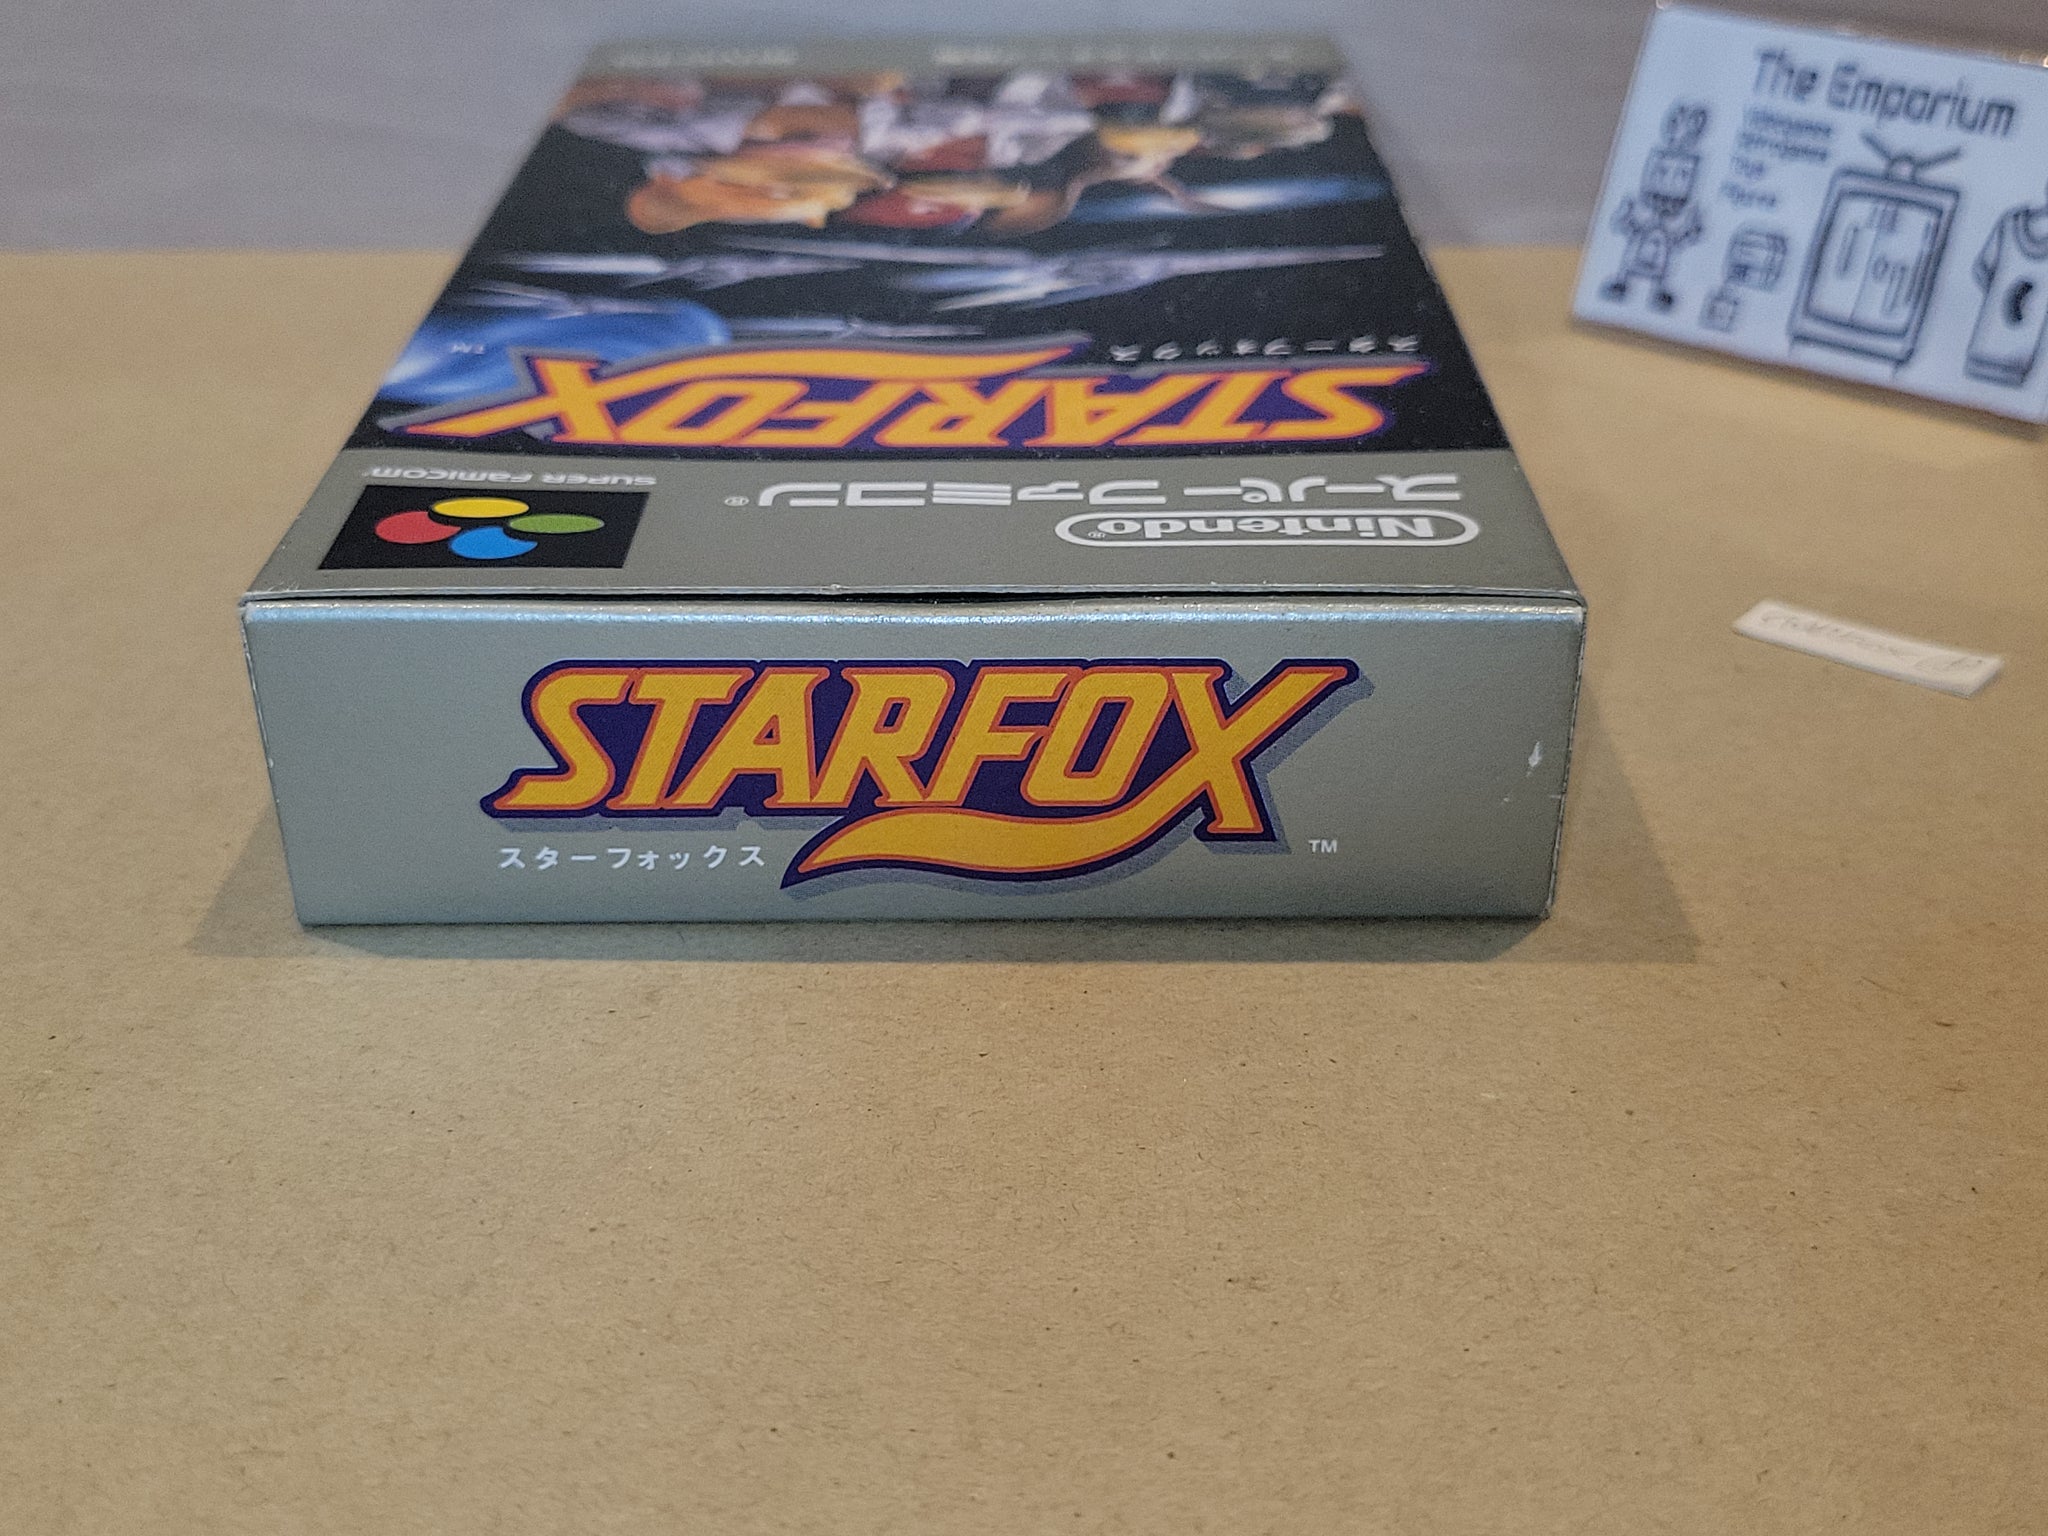 The Emporium
スターフォックス
STARFOX
TM
SUPER FAMICOM
スーパーファミコン®
Nintendo®
STARFOX
スターフォックス
TM